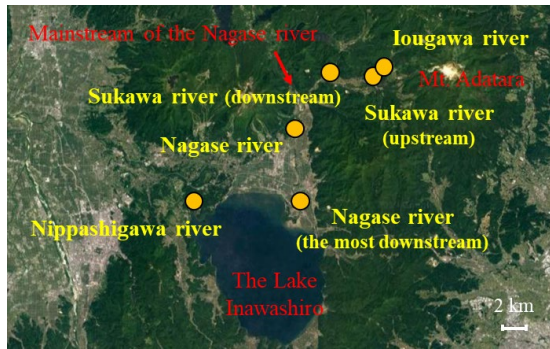 Mainstream of the Nagase river
Iougawa river
Mt. Adatara
Sukawa river (downstream)
Sukawa river
(upstream)
Nagase river
Nippashigawa river
Nagase river
(the most downstream)
The Lake
Inawashiro
2 km